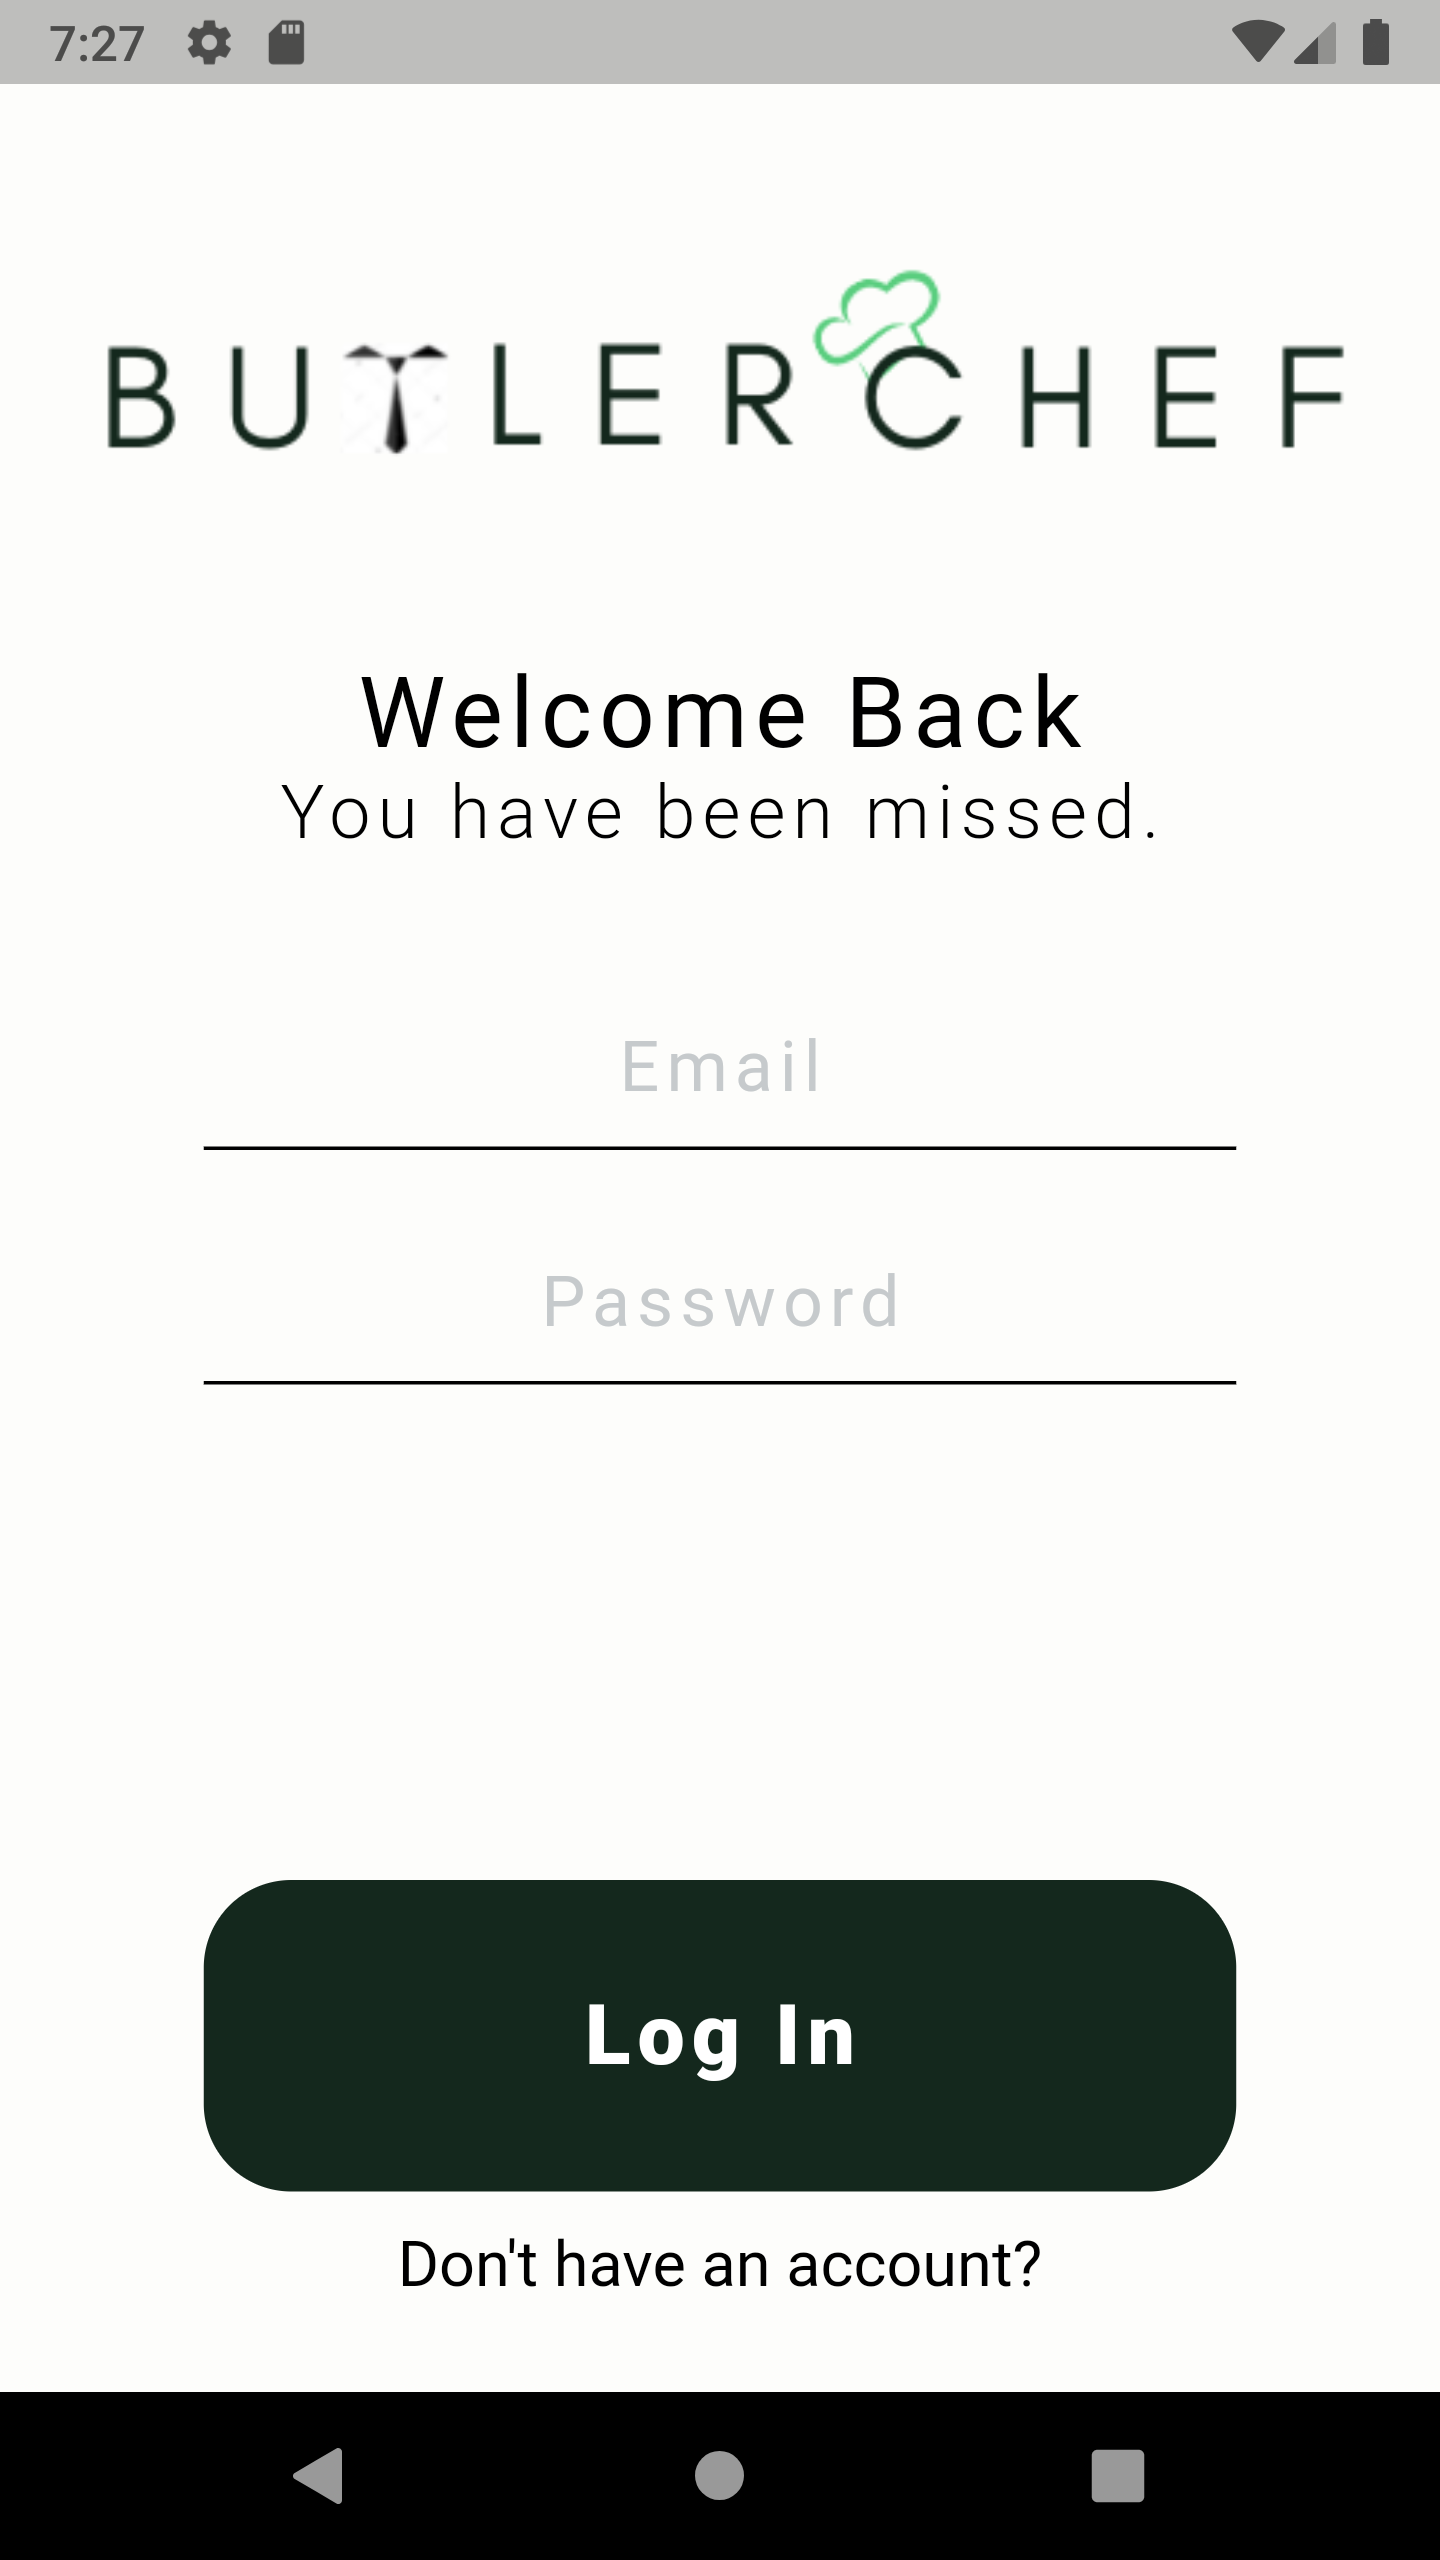 7:27
BUTLERCHEF
Welcome Back
You have been missed.
Email
Password
Log In
Don't have an account?